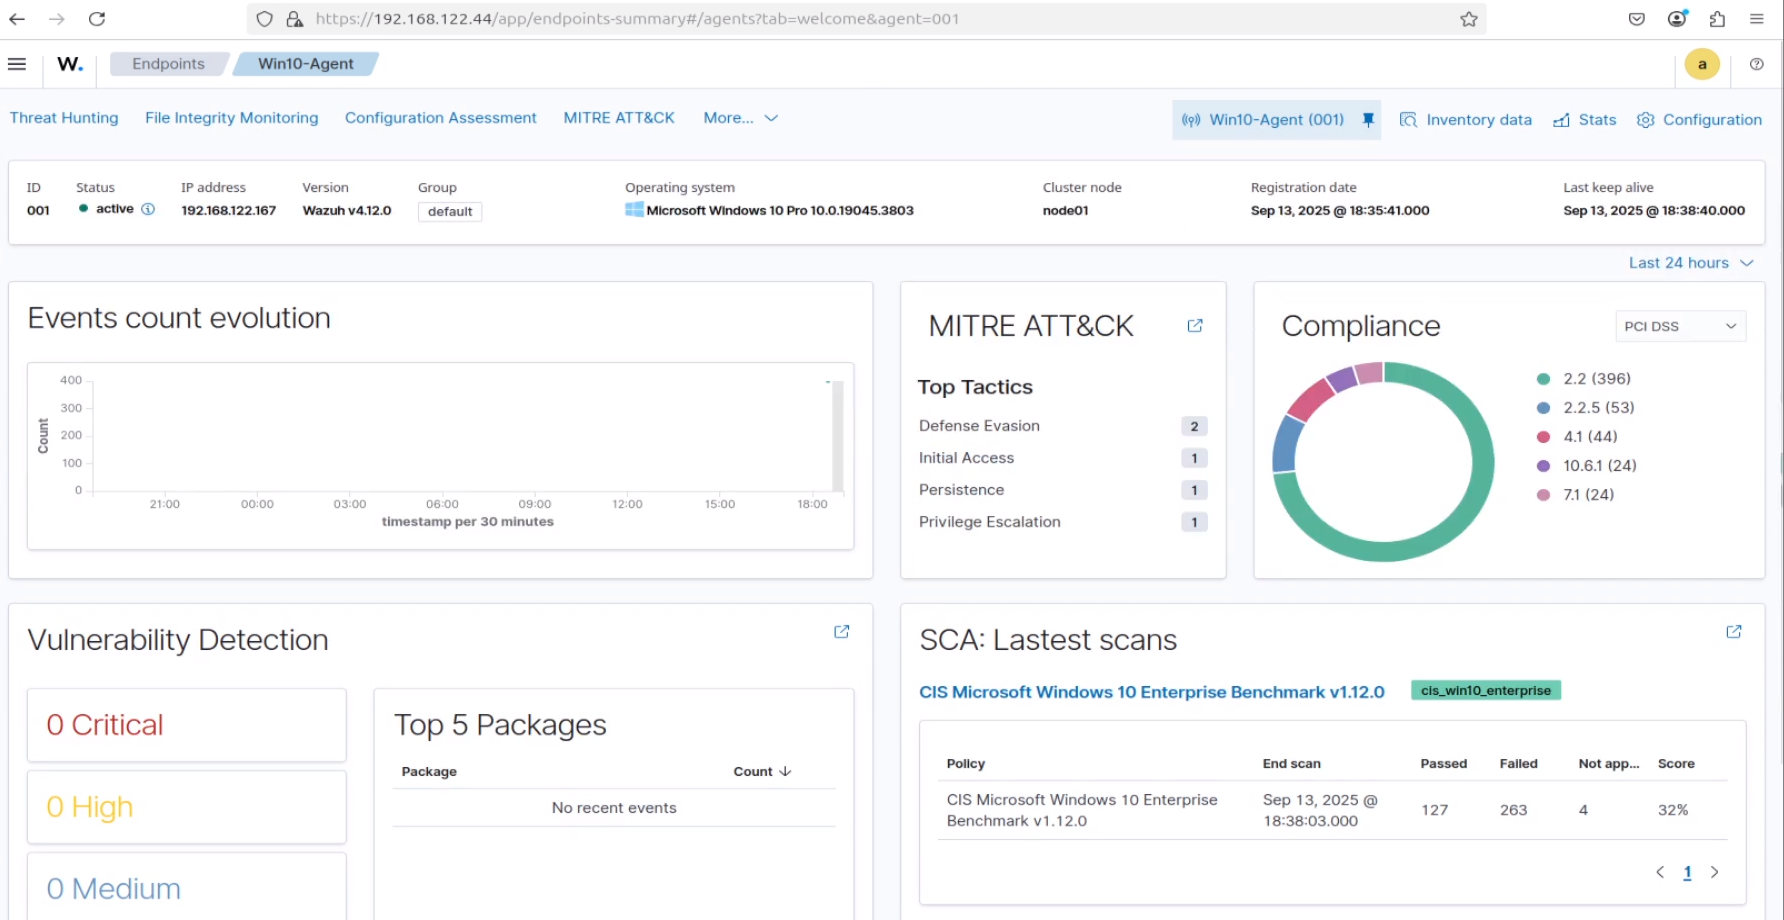 https://192.168.122.44/app/endpoints-summary#/agents?tab=welcome&agent=001
W. Endpoints Win10-Agent a
Threat Hunting File Integrity Monitoring Configuration Assessment MITRE ATT&CK More... Win10-Agent (001) Inventory data Stats Configuration
ID Status IP address Version Group Operating system Cluster node Registration date Last keep alive
001 active 192.168.122.167 Wazuh v4.12.0 default Microsoft Windows 10 Pro 10.0.19045.3803 node01 Sep 13, 2025 @ 18:35:41.000 Sep 13, 2025 @ 18:38:40.000
Last 24 hours
Events count evolution
400
300
200
100
0
Count
21:00 00:00 03:00 06:00 09:00 12:00 15:00 18:00
timestamp per 30 minutes
MITRE ATT&CK
Top Tactics
Defense Evasion 2
Initial Access 1
Persistence 1
Privilege Escalation 1
Compliance PCI DSS
2.2 (396)
2.2.5 (53)
4.1 (44)
10.6.1 (24)
7.1 (24)
Vulnerability Detection
0 Critical
0 High
0 Medium
Top 5 Packages
Package Count
No recent events
SCA: Lastest scans
CIS Microsoft Windows 10 Enterprise Benchmark v1.12.0 cis_win10_enterprise
Policy End scan Passed Failed Not app... Score
CIS Microsoft Windows 10 Enterprise Sep 13, 2025 @
Benchmark v1.12.0 18:38:03.000 127 263 4 32%
1